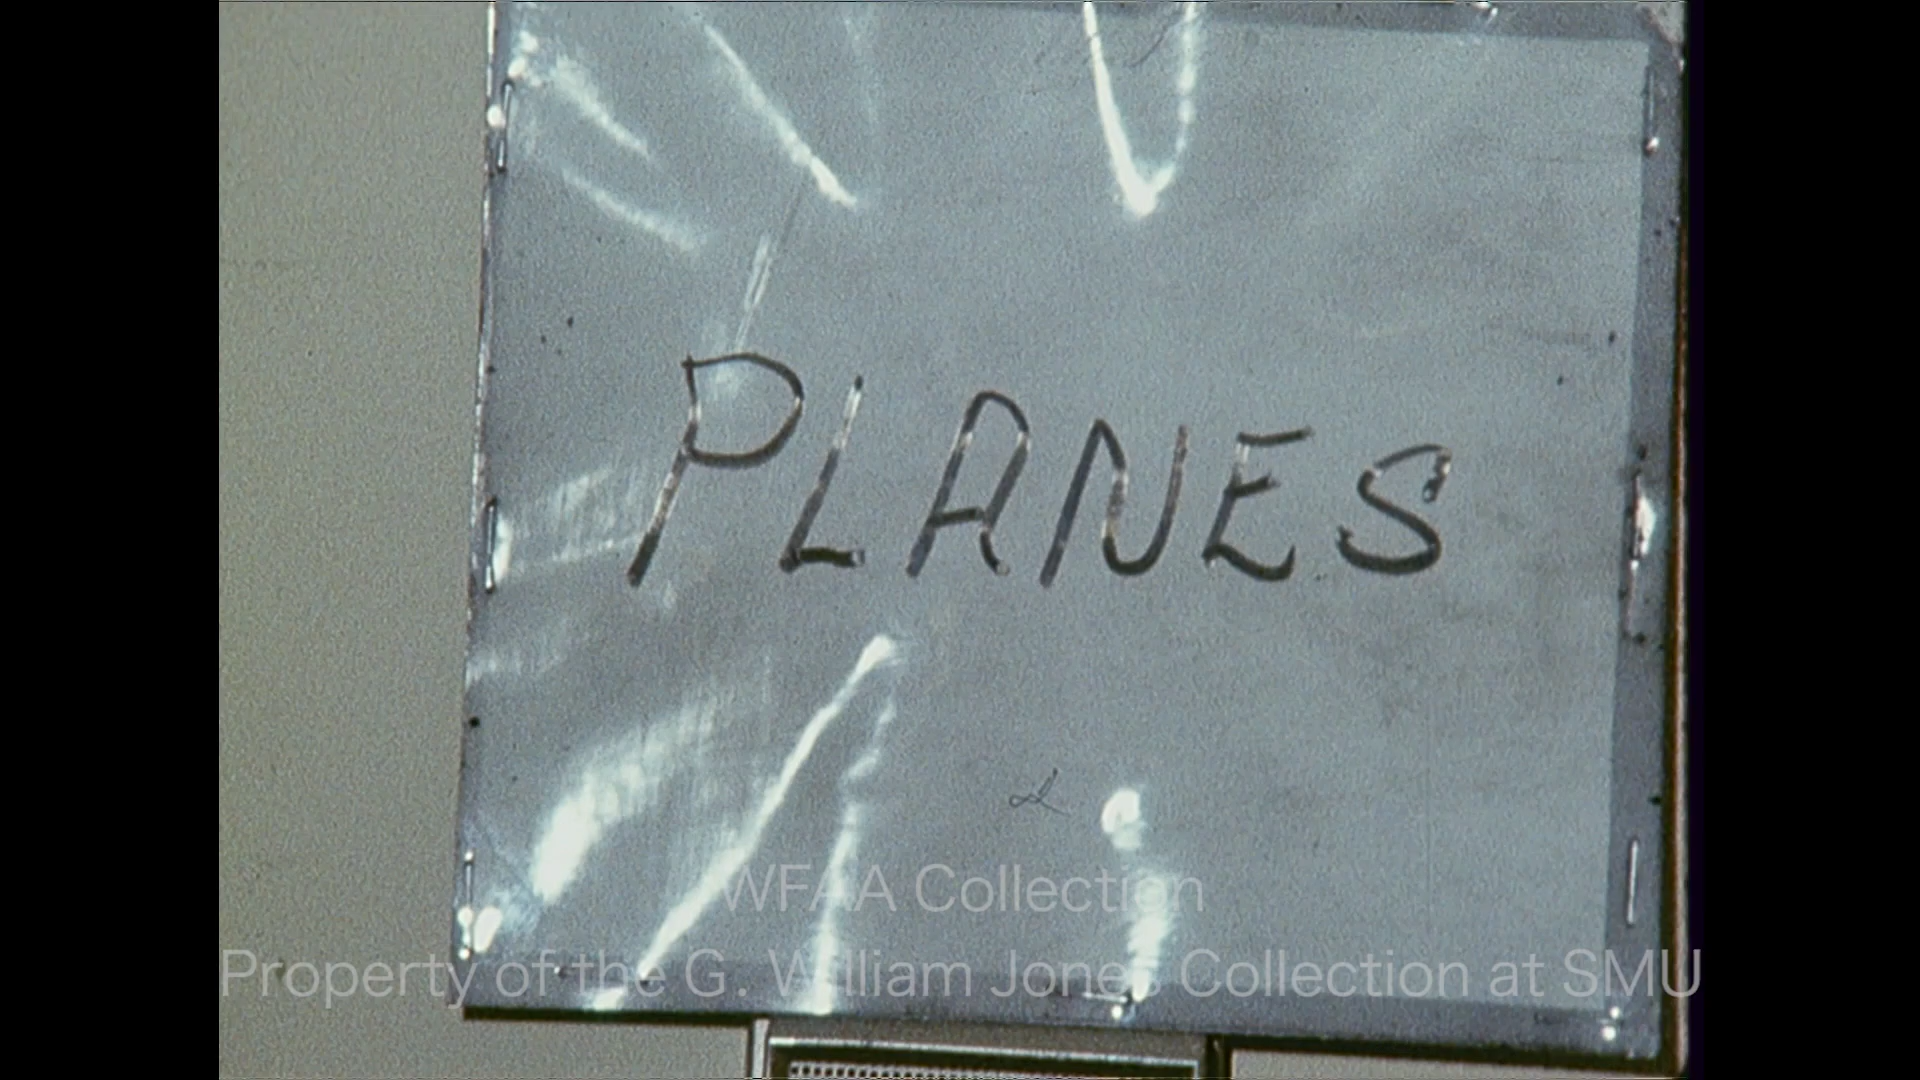 PLANES
WFAA Collection
Property of the G. William Jones Collection at SMU